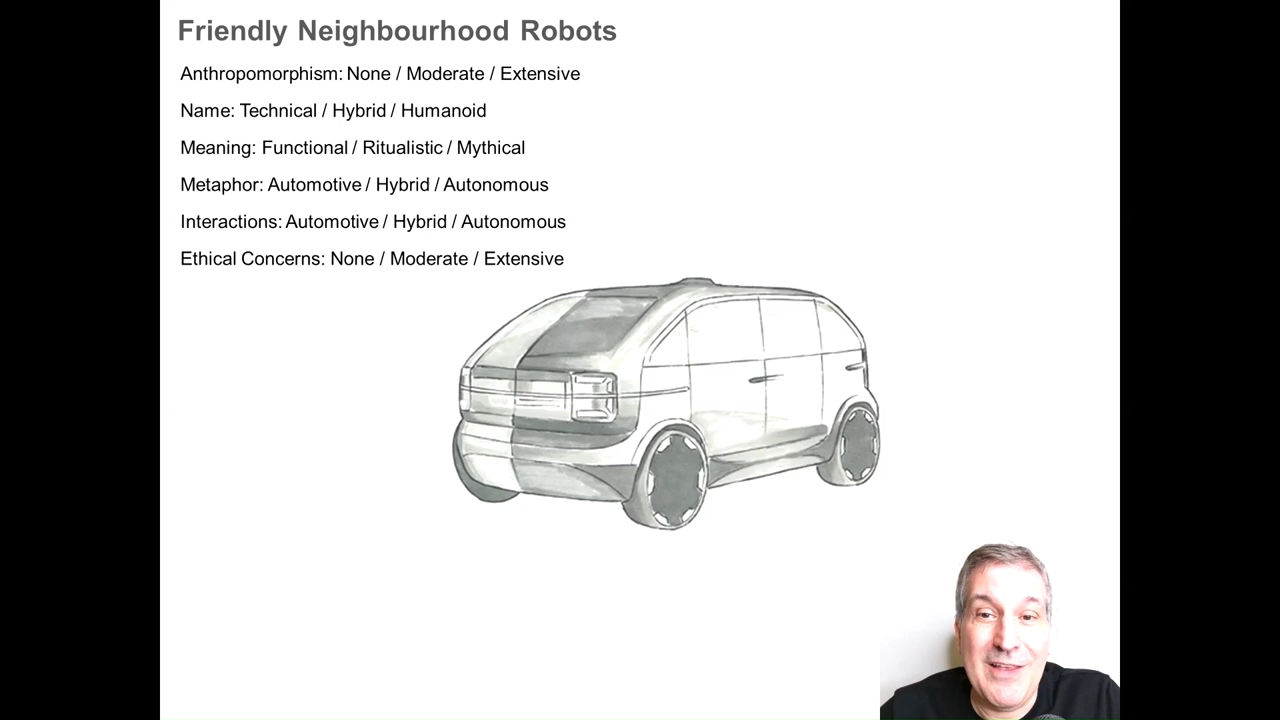 Friendly Neighbourhood Robots
Anthropomorphism: None / Moderate / Extensive
Name: Technical / Hybrid / Humanoid
Meaning: Functional / Ritualistic / Mythical
Metaphor: Automotive / Hybrid / Autonomous
Interactions: Automotive / Hybrid / Autonomous
Ethical Concerns: None / Moderate / Extensive